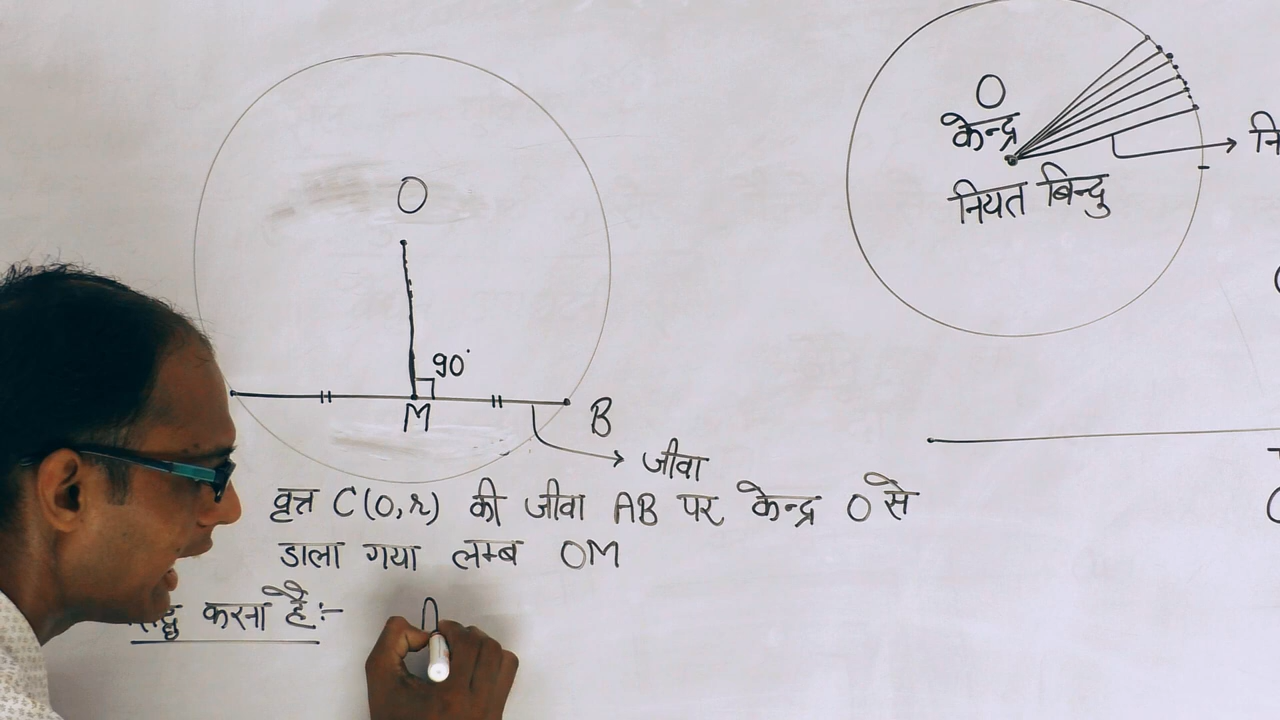 O
90°
M
B
जीवा
वृत्त C(O,r) की जीवा AB पर केन्द्र O से
डाला गया लम्ब OM
करना है:-
O
केन्द्र
नियत बिन्दु
नि